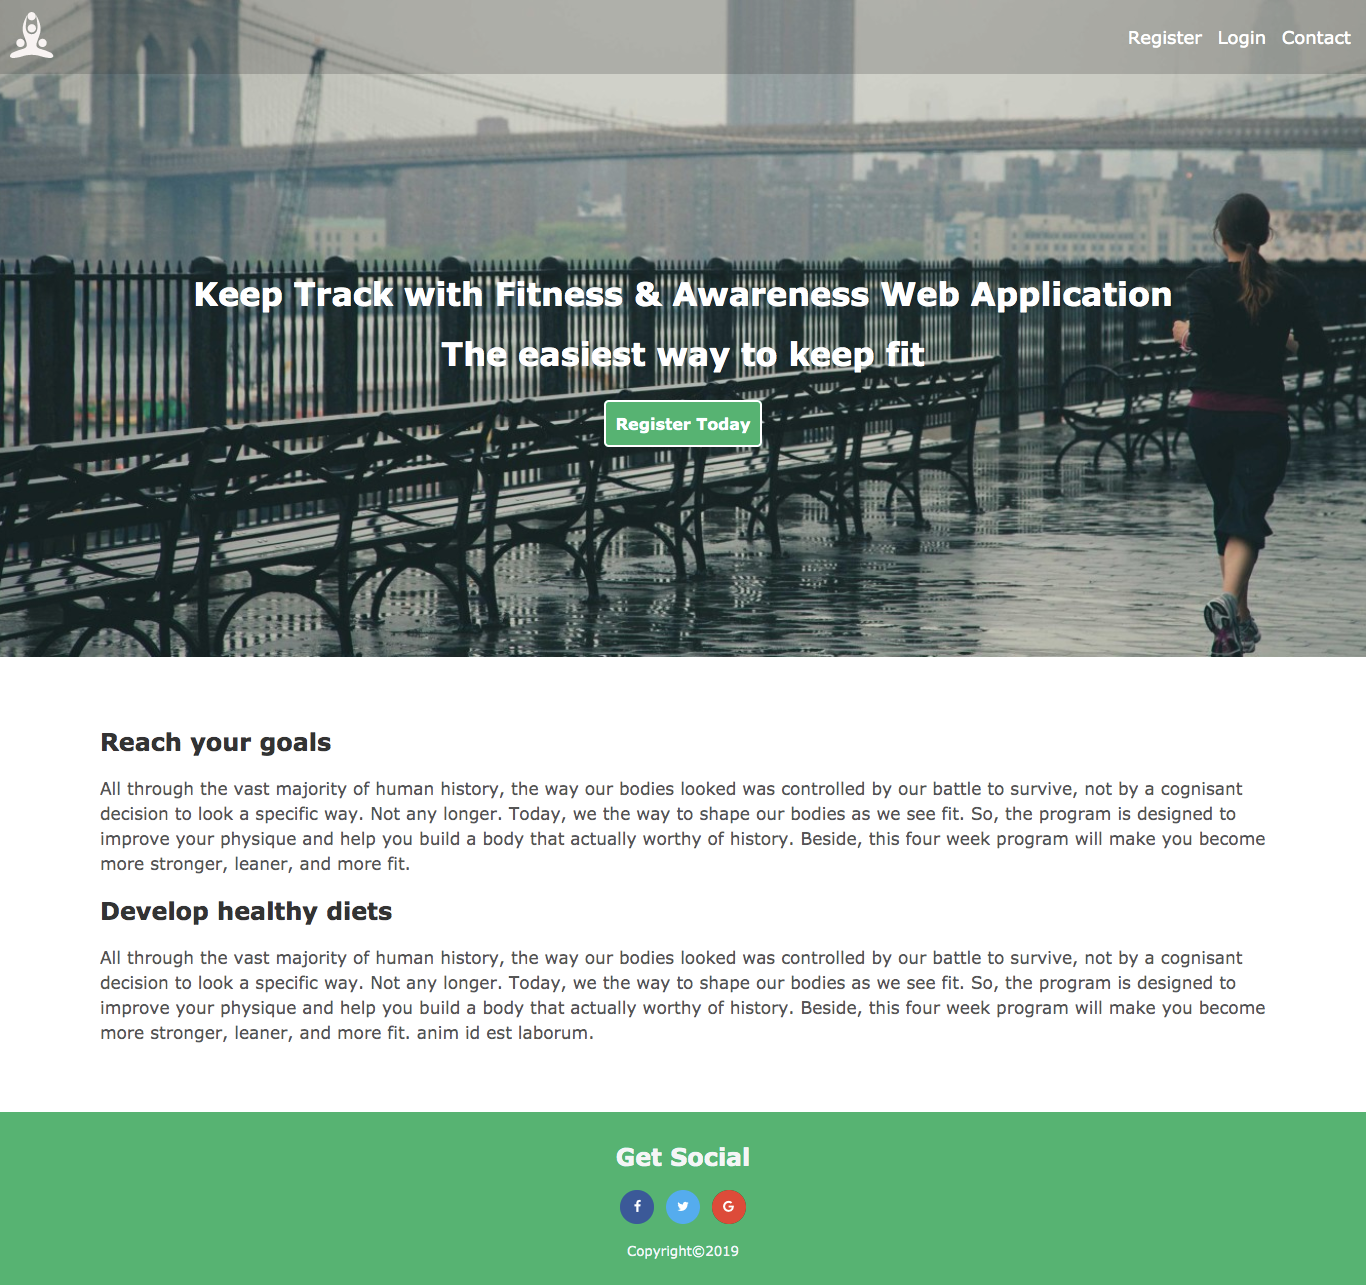 Register Login Contact
Keep Track with Fitness & Awareness Web Application
The easiest way to keep fit
Register Today
Reach your goals
All through the vast majority of human history, the way our bodies looked was controlled by our battle to survive, not by a cognisant
decision to look a specific way. Not any longer. Today, we the way to shape our bodies as we see fit. So, the program is designed to
improve your physique and help you build a body that actually worthy of history. Beside, this four week program will make you become
more stronger, leaner, and more fit.
Develop healthy diets
All through the vast majority of human history, the way our bodies looked was controlled by our battle to survive, not by a cognisant
decision to look a specific way. Not any longer. Today, we the way to shape our bodies as we see fit. So, the program is designed to
improve your physique and help you build a body that actually worthy of history. Beside, this four week program will make you become
more stronger, leaner, and more fit. anim id est laborum.
Get Social
Copyright©2019